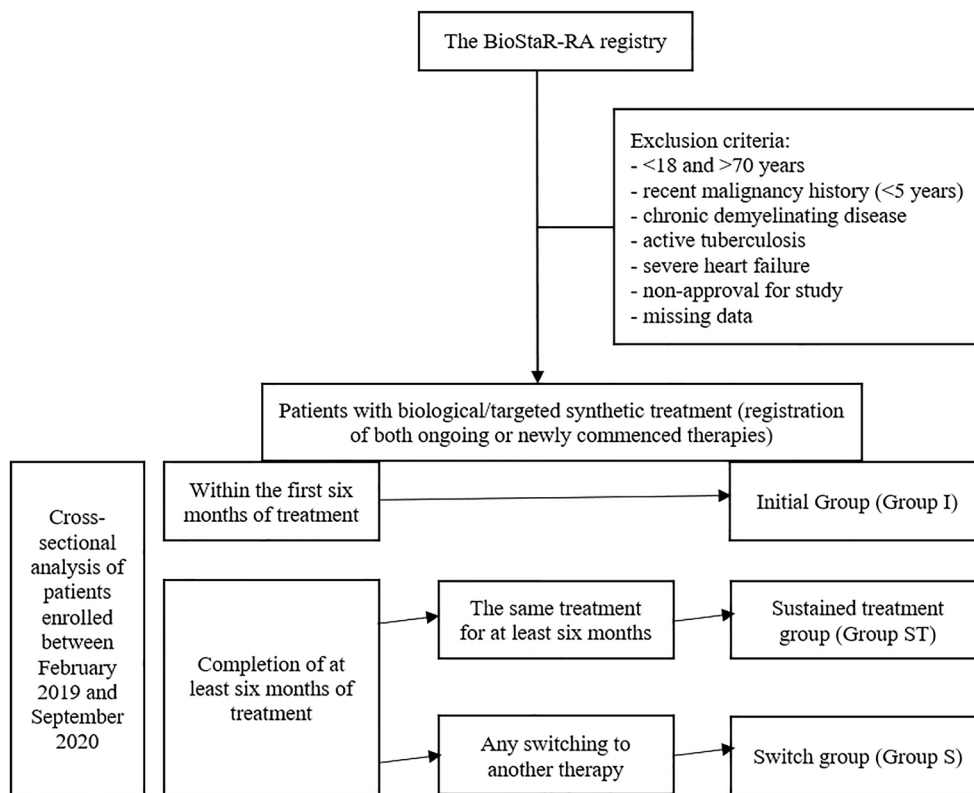 The BioStaR-RA registry
Exclusion criteria:
- <18 and >70 years
- recent malignancy history (<5 years)
- chronic demyelinating disease
- active tuberculosis
- severe heart failure
- non-approval for study
- missing data
Patients with biological/targeted synthetic treatment (registration
of both ongoing or newly commenced therapies)
Cross-
sectional
analysis of
patients
enrolled
between
February
2019 and
September
2020
Within the first six
months of treatment
Initial Group (Group I)
Completion of at
least six months of
treatment
The same treatment
for at least six months
Sustained treatment
group (Group ST)
Any switching to
another therapy
Switch group (Group S)